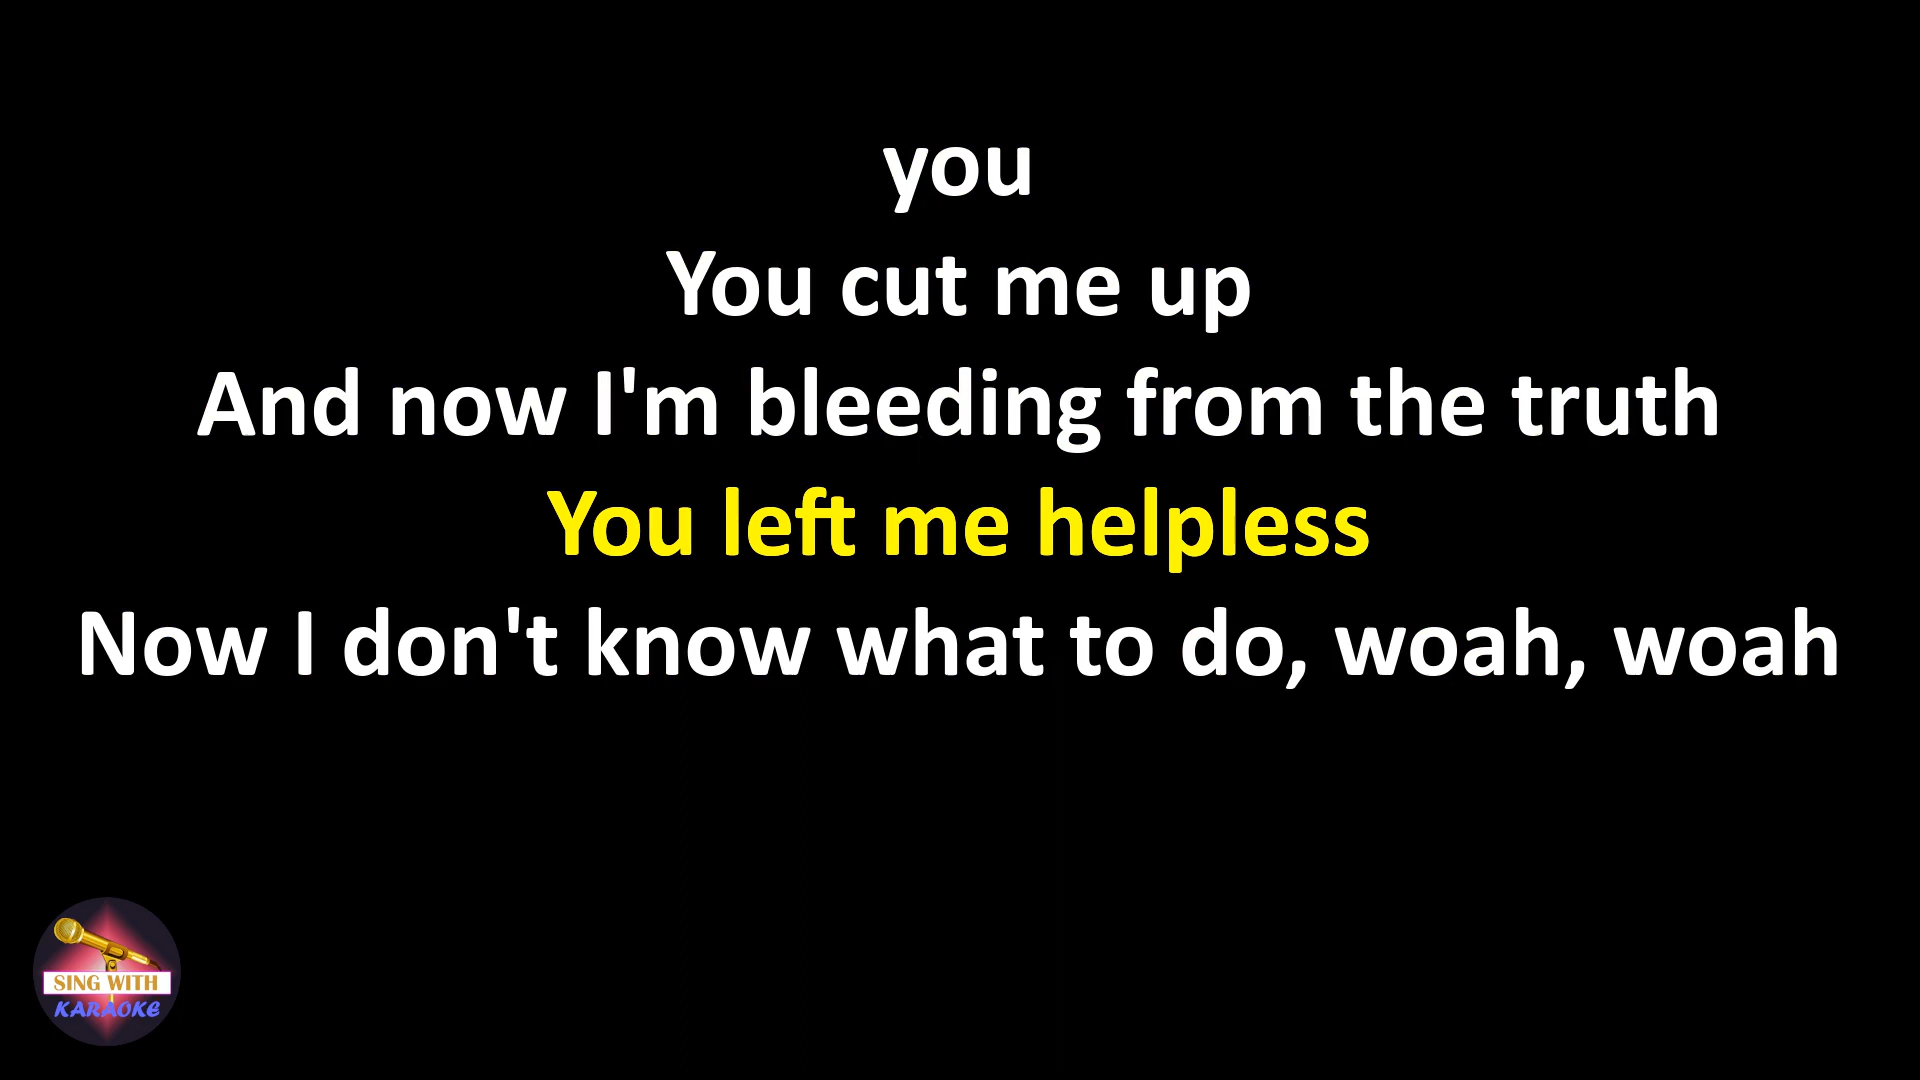 you
You cut me up
And now I'm bleeding from the truth
You left me helpless
Now I don't know what to do, woah, woah
SING WITH
KARAOKE